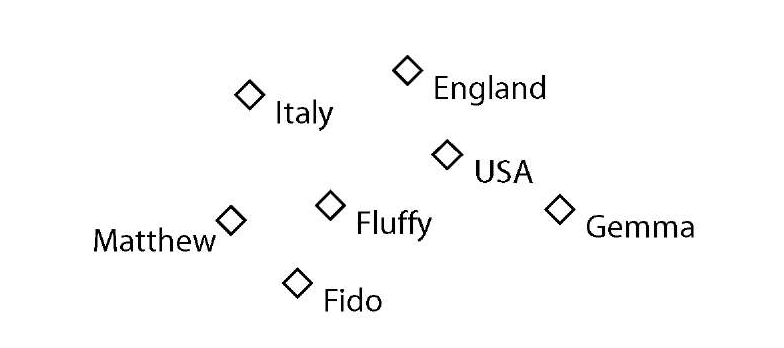 England
Italy
USA
Fluffy
Gemma
Matthew
Fido